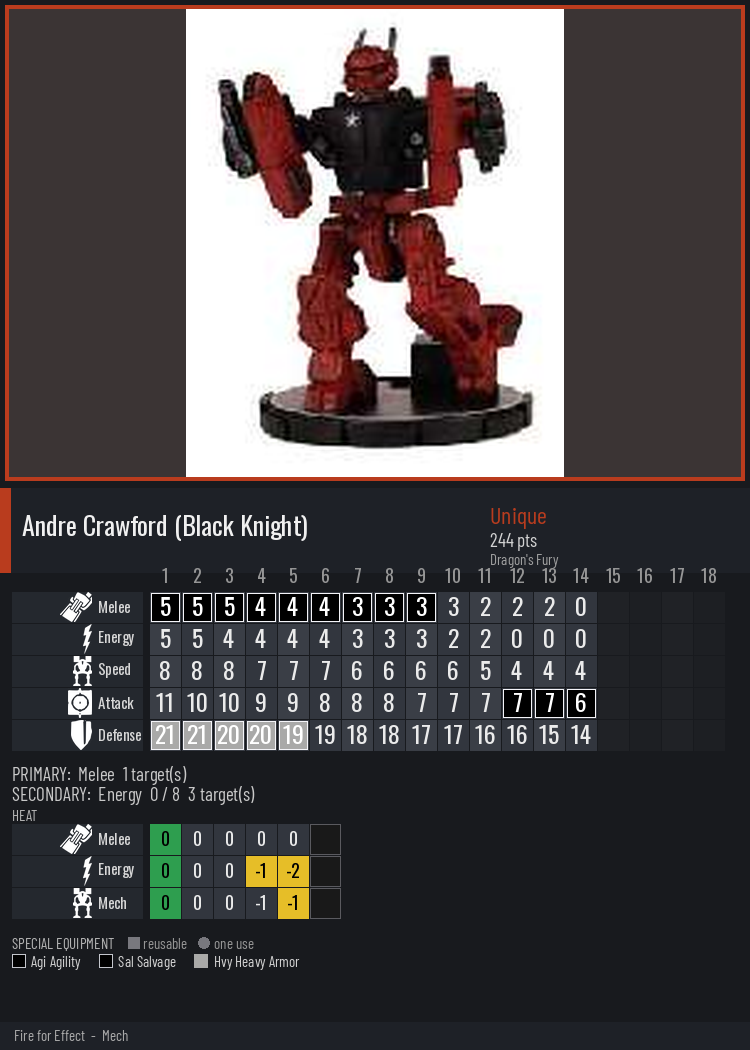 Andre Crawford (Black Knight)
Unique
244 pts
Dragon's Fury
1 2 3 4 5 6 7 8 9 10 11 12 13 14 15 16 17 18
Melee 5 5 5 4 4 4 3 3 3 3 2 2 2 0
Energy 5 5 4 4 4 4 3 3 3 2 2 0 0 0
Speed 8 8 8 7 7 7 6 6 6 6 5 4 4 4
Attack 11 10 10 9 9 8 8 8 7 7 7 7 7 6
Defense 21 21 20 20 19 19 18 18 17 17 16 16 15 14
PRIMARY: Melee 1 target(s)
SECONDARY: Energy 0 / 8 3 target(s)
HEAT
Melee 0 0 0 0 0
Energy 0 0 0 -1 -2
Mech 0 0 0 -1 -1
SPECIAL EQUIPMENT reusable one use
Agi Agility Sal Salvage Hvy Heavy Armor
Fire for Effect - Mech